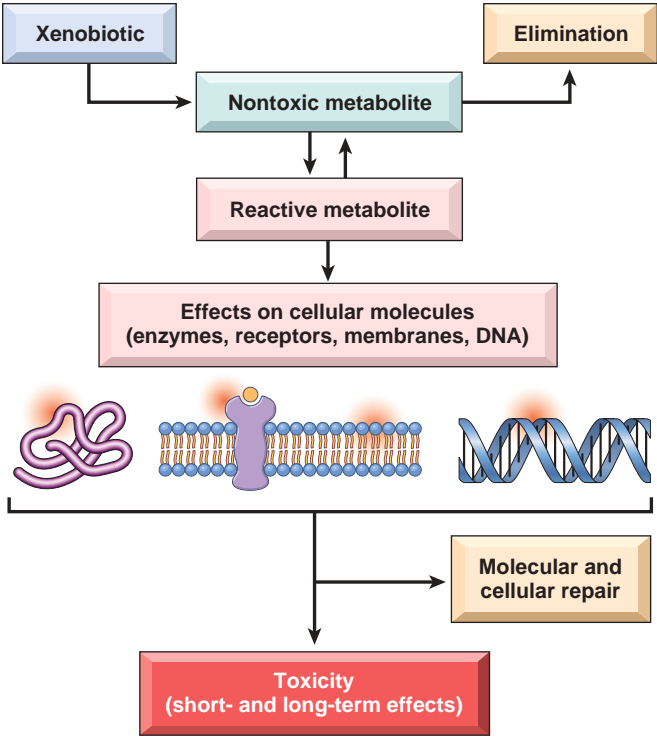 Xenobiotic
Elimination
Nontoxic metabolite
Reactive metabolite
Effects on cellular molecules
(enzymes, receptors, membranes, DNA)
Molecular and
cellular repair
Toxicity
(short- and long-term effects)